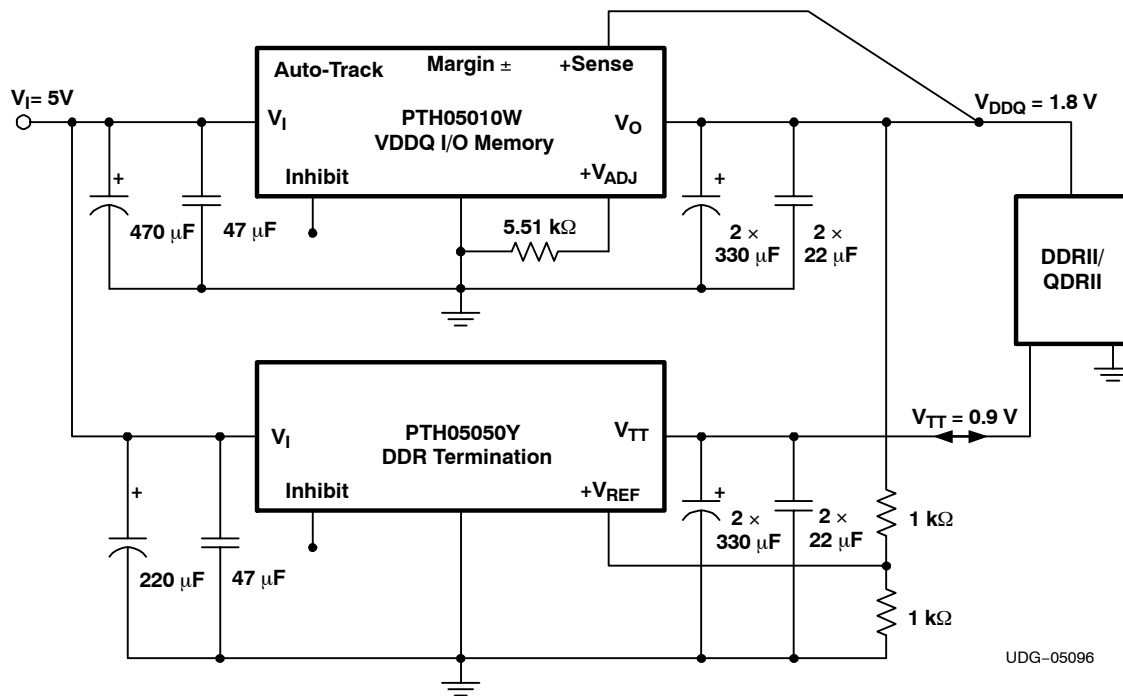 Auto-Track
Margin ±
+Sense
V_I = 5V
V_I
PTH05010W
VDDQ I/O Memory
V_O
V_DDQ = 1.8 V
Inhibit
+V_ADJ
+
470 μF
47 μF
5.51 kΩ
+
2 ×
330 μF
2 ×
22 μF
DDRII/
QDRII
V_I
PTH05050Y
DDR Termination
V_TT
V_TT = 0.9 V
Inhibit
+V_REF
+
220 μF
47 μF
+
2 ×
330 μF
2 ×
22 μF
1 kΩ
1 kΩ
UDG−05096